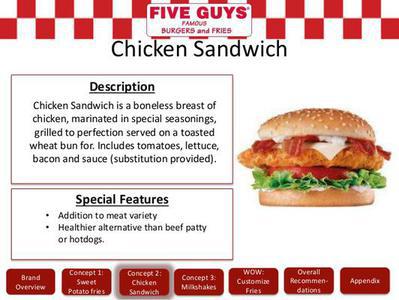 FIVE GUYS®
FAMOUS
BURGERS and FRIES
Chicken Sandwich
Description
Chicken Sandwich is a boneless breast of
chicken, marinated in special seasonings,
grilled to perfection served on a toasted
wheat bun for. Includes tomatoes, lettuce,
bacon and sauce (substitution provided).
Special Features
• Addition to meat variety
• Healthier alternative than beef patty
or hotdogs.
Brand
Overview
Concept 1:
Sweet
Potato fries
Concept 2:
Chicken
Sandwich
Concept 3:
Milkshakes
WOW:
Customize
Fries
Overall
Recommen-
dations
Appendix